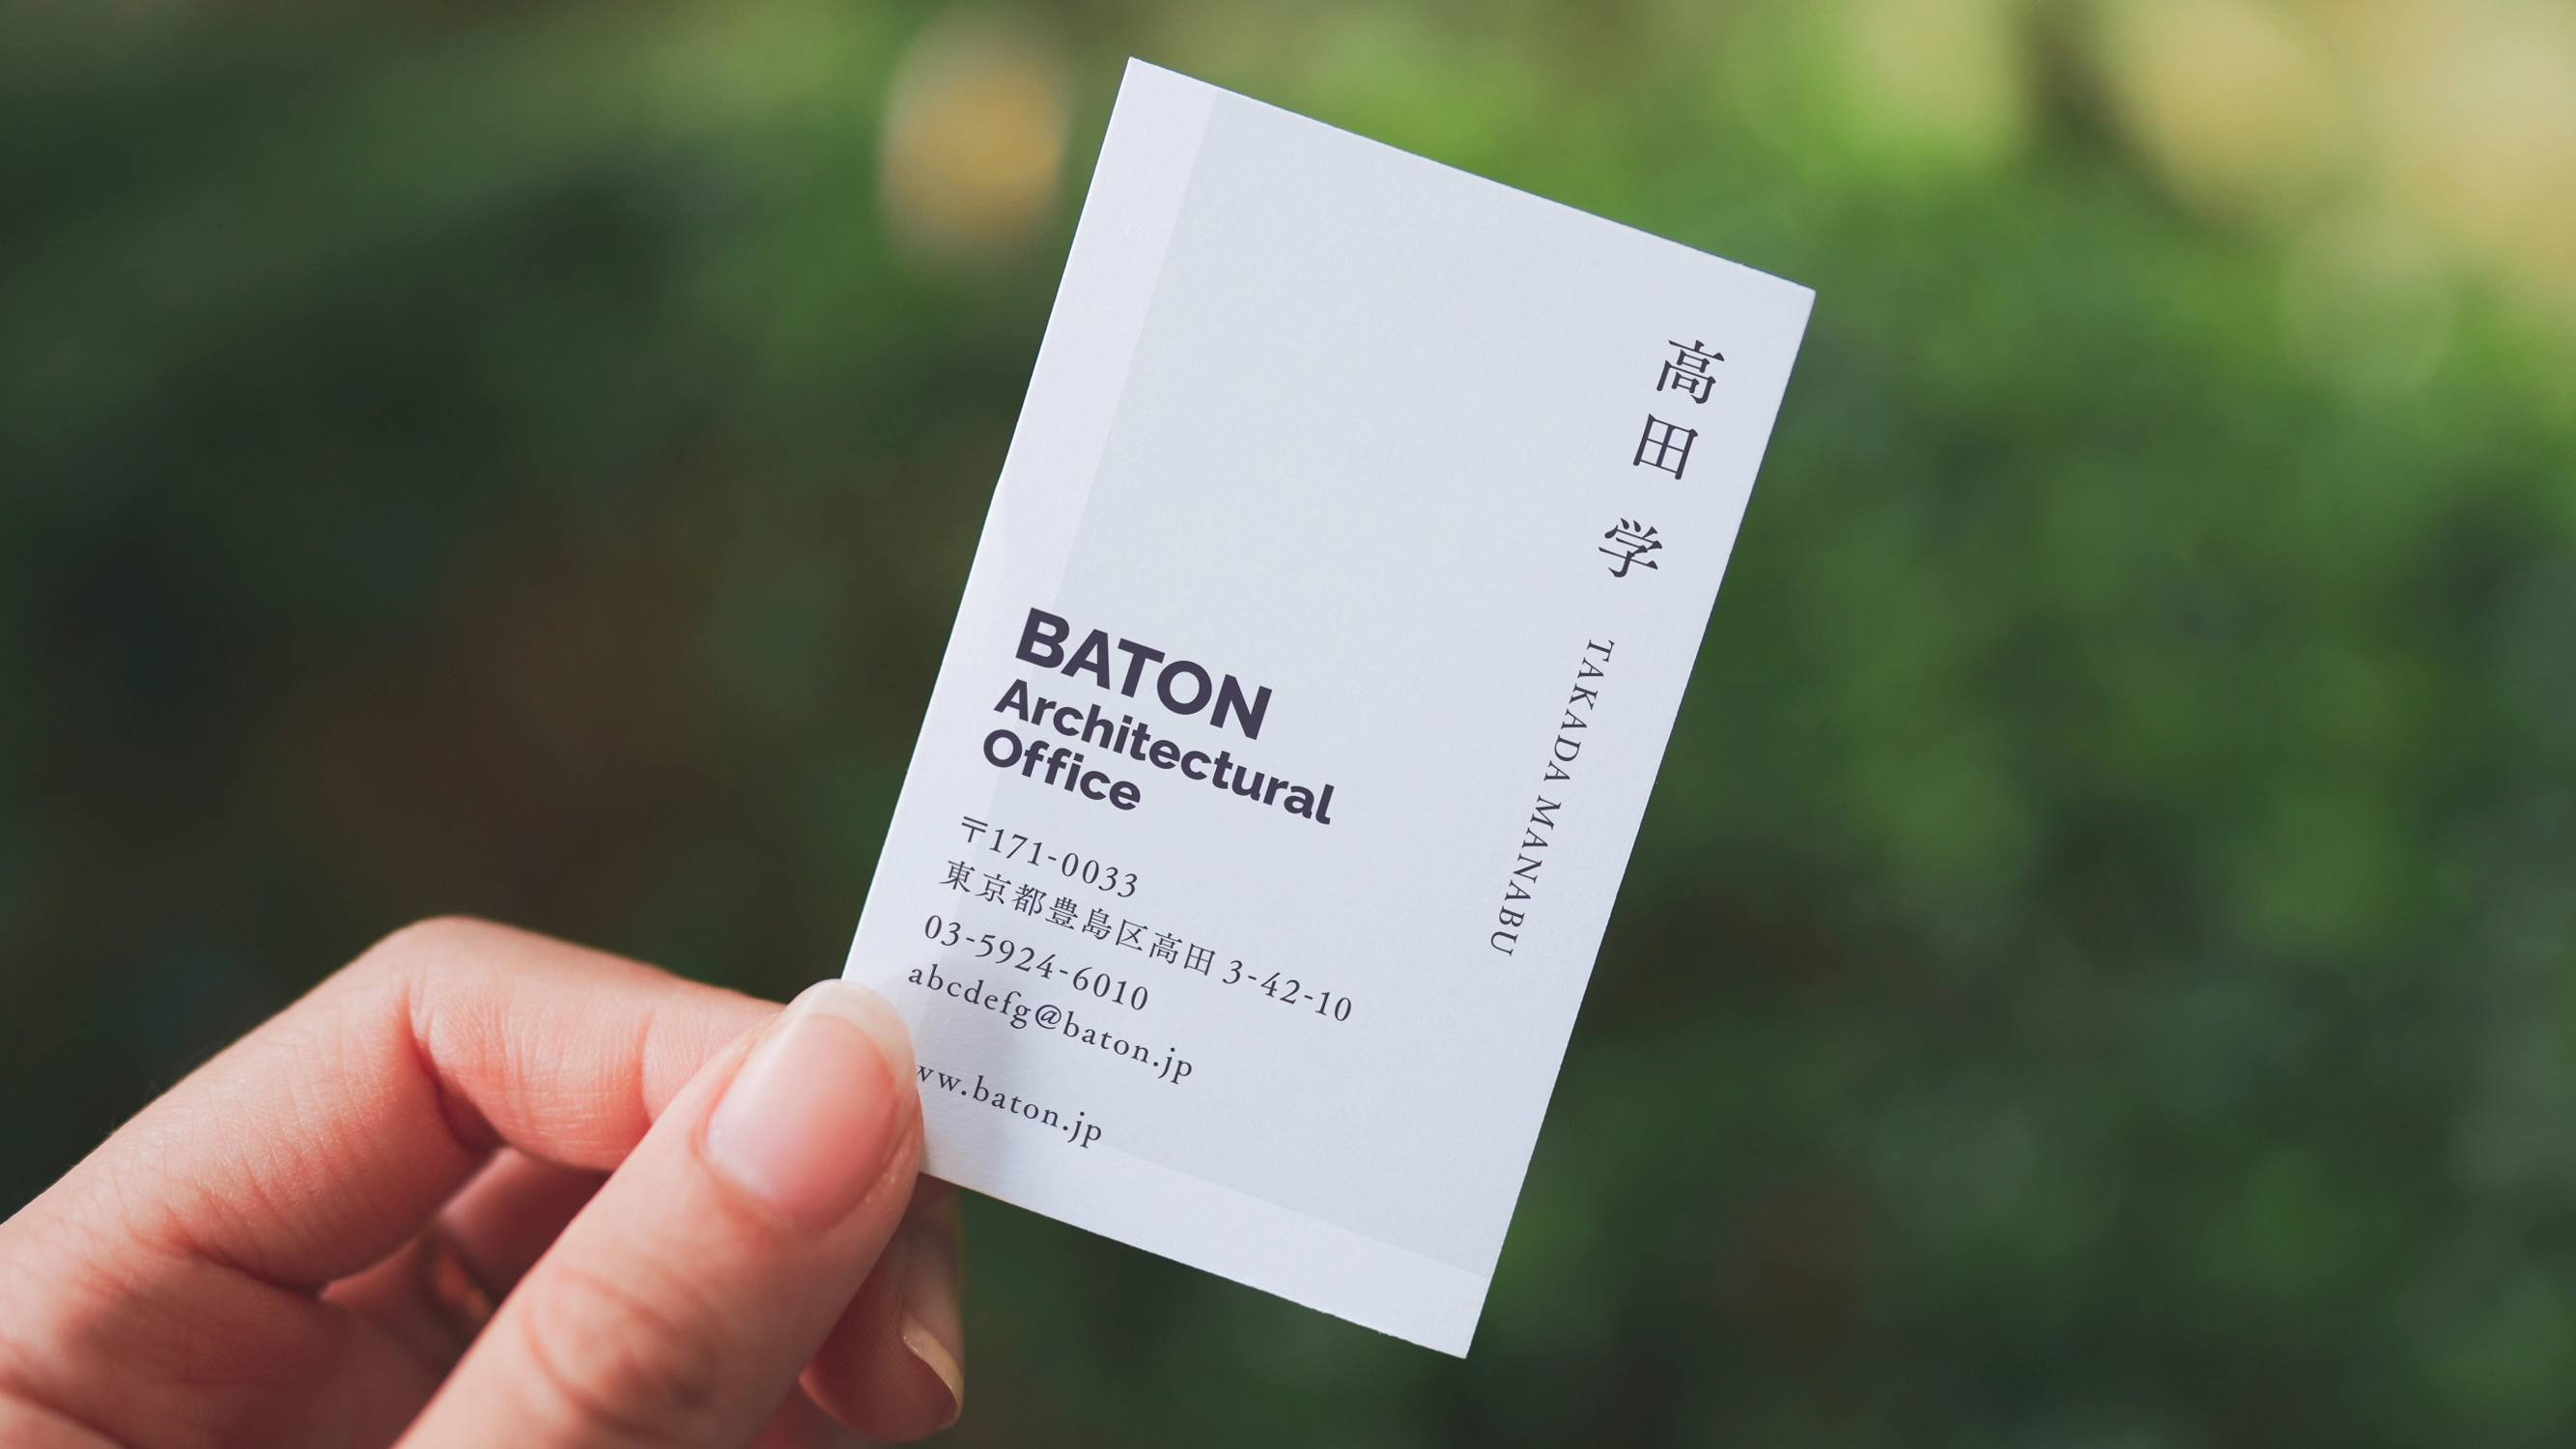 高田 学 TAKADA MANABU
BATON
Architectural
Office
〒171-0033
東京都豊島区高田 3-42-10
03-5924-6010
abcdefg@baton.jp
ww.baton.jp